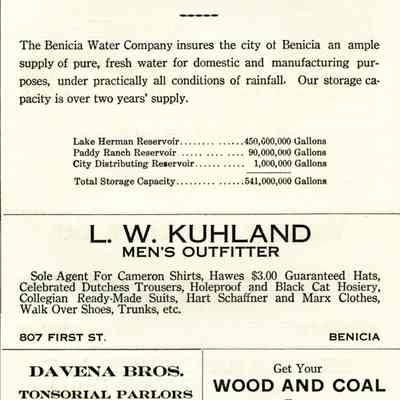 The Benicia Water Company insures the city of Benicia an ample
supply of pure, fresh water for domestic and manufacturing pur-
poses, under practically all conditions of rainfall. Our storage ca-
pacity is over two years' supply.
Lake Herman Reservoir.............450,000,000 Gallons
Paddy Ranch Reservoir ..... .... .... 90,000,000 Gallons
City Distributing Reservoir...... .... 1,000,000 Gallons
Total Storage Capacity..............541,000,000 Gallons
L. W. KUHLAND
MEN'S OUTFITTER
Sole Agent For Cameron Shirts, Hawes $3.00 Guaranteed Hats,
Celebrated Dutchess Trousers, Holeproof and Black Cat Hosiery,
Collegian Ready-Made Suits, Hart Schaffner and Marx Clothes,
Walk Over Shoes, Trunks, etc.
807 FIRST ST. BENICIA
DAVENA BROS.
TONSORIAL PARLORS
Get Your
WOOD AND COAL